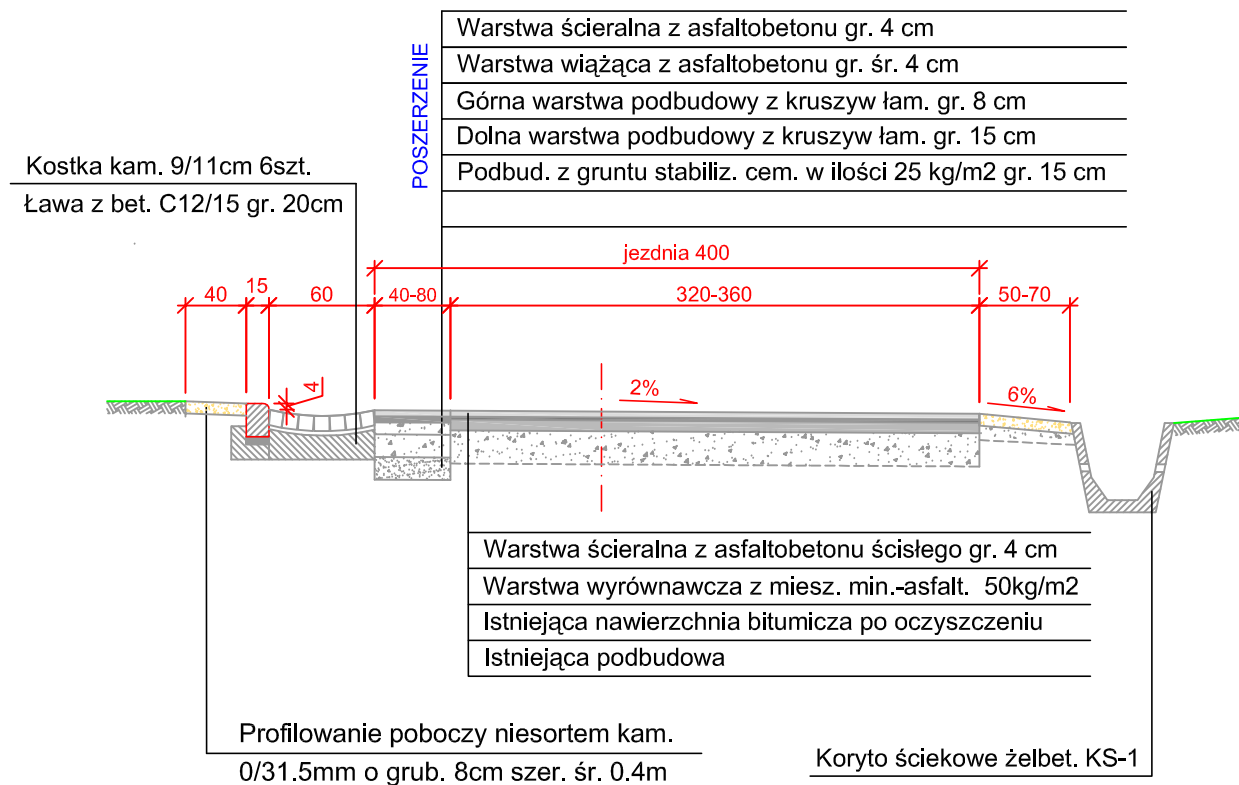 Warstwa ścieralna z asfaltobetonu gr. 4 cm
Warstwa wiążąca z asfaltobetonu gr. śr. 4 cm
Górna warstwa podbudowy z kruszyw łam. gr. 8 cm
Dolna warstwa podbudowy z kruszyw łam. gr. 15 cm
Podbud. z gruntu stabiliz. cem. w ilości 25 kg/m2 gr. 15 cm
POSZERZENIE
Kostka kam. 9/11cm 6szt.
Ława z bet. C12/15 gr. 20cm
jezdnia 400
40
15
60
40-80
320-360
50-70
4
2%
6%
Warstwa ścieralna z asfaltobetonu ścisłego gr. 4 cm
Warstwa wyrównawcza z miesz. min.-asfalt. 50kg/m2
Istniejąca nawierzchnia bitumicza po oczyszczeniu
Istniejąca podbudowa
Profilowanie poboczy niesortem kam.
0/31.5mm o grub. 8cm szer. śr. 0.4m
Koryto ściekowe żelbet. KS-1